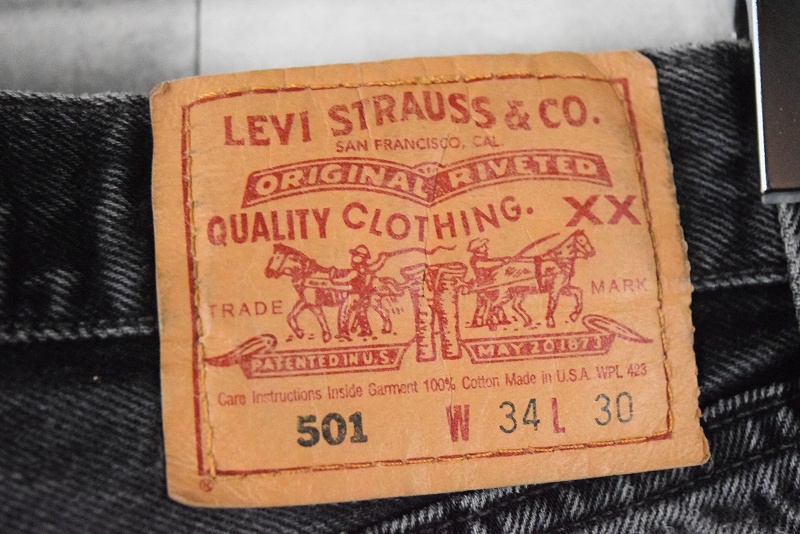 LEVI STRAUSS & CO.
SAN FRANCISCO, CAL.
ORIGINAL RIVETED
QUALITY CLOTHING. XX
TRADE MARK
PATENTED IN U.S. MAY 20 1873
Care Instructions Inside Garment 100% Cotton Made in U.S.A. WPL 423
501 W 34 L 30
®